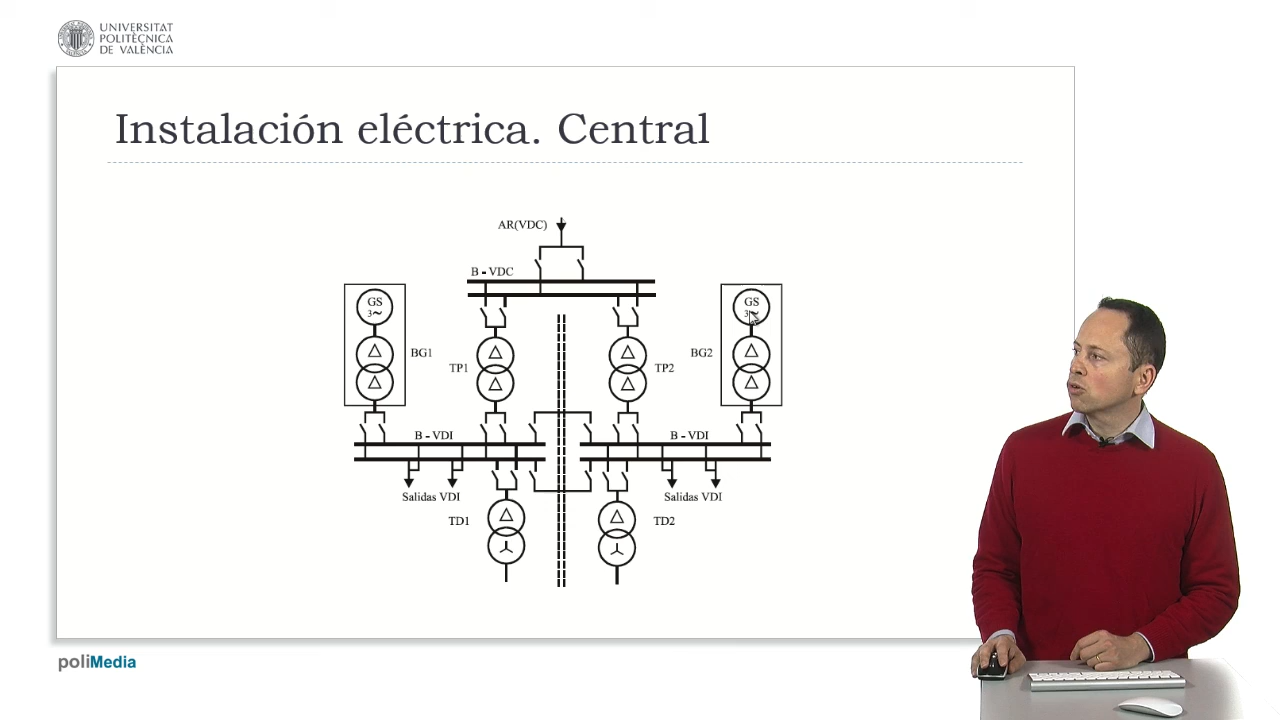 UNIVERSITAT
POLITÈCNICA
DE VALÈNCIA
Instalación eléctrica. Central
AR(VDC)
B - VDC
GS
3~
BG1
TP1
TP2
BG2
GS
3~
B - VDI
B - VDI
Salidas VDI
Salidas VDI
TD1
TD2
poliMedia